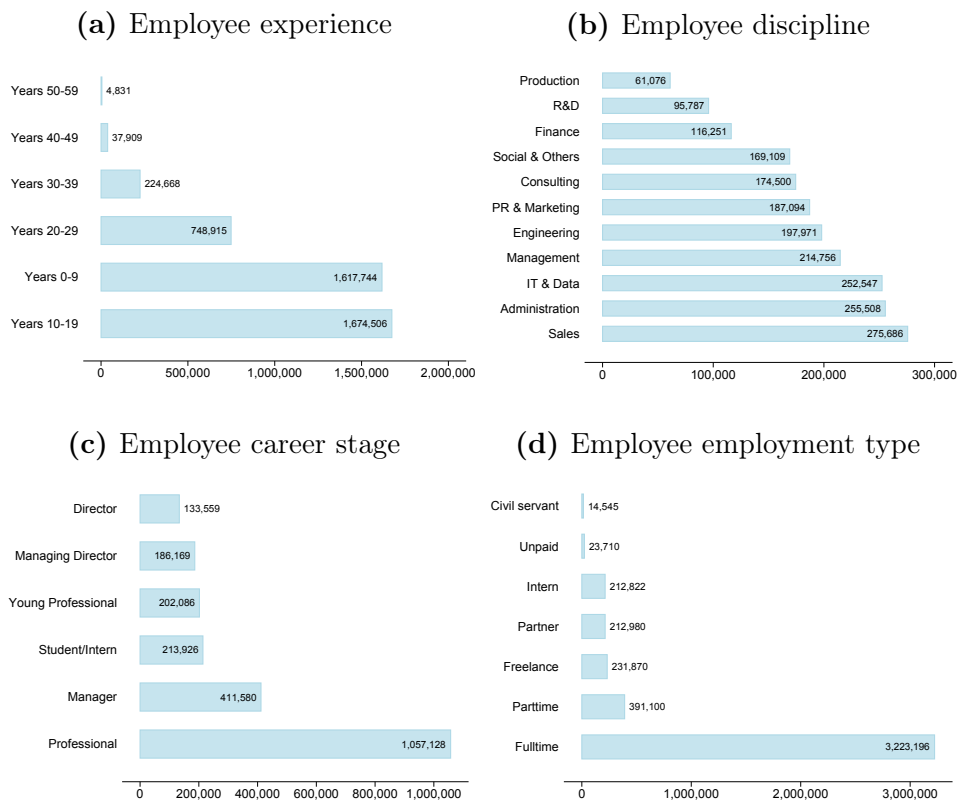 (a) Employee experience
Years 50-59 4,831
Years 40-49 37,909
Years 30-39 224,668
Years 20-29 748,915
Years 0-9 1,617,744
Years 10-19 1,674,506
0 500,000 1,000,000 1,500,000 2,000,000
(b) Employee discipline
Production 61,076
R&D 95,787
Finance 116,251
Social & Others 169,109
Consulting 174,500
PR & Marketing 187,094
Engineering 197,971
Management 214,756
IT & Data 252,547
Administration 255,508
Sales 275,686
0 100,000 200,000 300,000
(c) Employee career stage
Director 133,559
Managing Director 186,169
Young Professional 202,086
Student/Intern 213,926
Manager 411,580
Professional 1,057,128
0 200,000 400,000 600,000 800,000 1,000,000
(d) Employee employment type
Civil servant 14,545
Unpaid 23,710
Intern 212,822
Partner 212,980
Freelance 231,870
Parttime 391,100
Fulltime 3,223,196
0 1,000,000 2,000,000 3,000,000